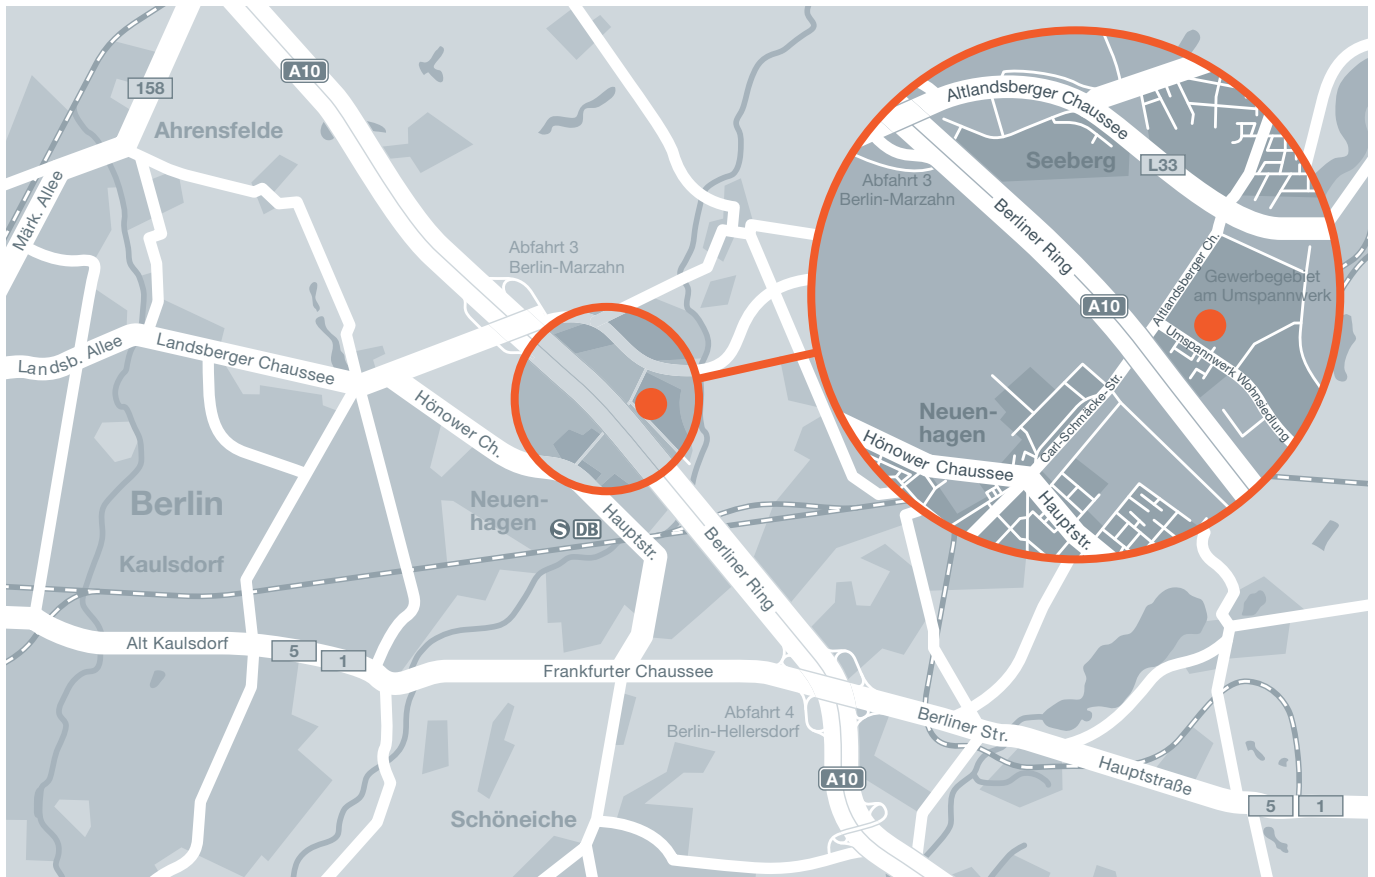 A10
158
Ahrensfelde
Märk. Allee
Abfahrt 3
Berlin-Marzahn
Landsb. Allee
Landsberger Chaussee
Hönower Ch.
Berlin
Kaulsdorf
Neuen-
hagen
S DB
Hauptstr.
Berliner Ring
Alt Kaulsdorf
5
1
Frankfurter Chaussee
Abfahrt 4
Berlin-Hellersdorf
Berliner Str.
Hauptstraße
A10
5
1
Schöneiche
Altlandsberger Chaussee
Seeberg
L33
Abfahrt 3
Berlin-Marzahn
Berliner Ring
A10
Altlandsberger Ch.
Gewerbegebiet
am Umspannwerk
Umspannwerk Wohnsiedlung
Neuen-
hagen
Carl-Schmäcke-Str.
Hönower Chaussee
Hauptstr.